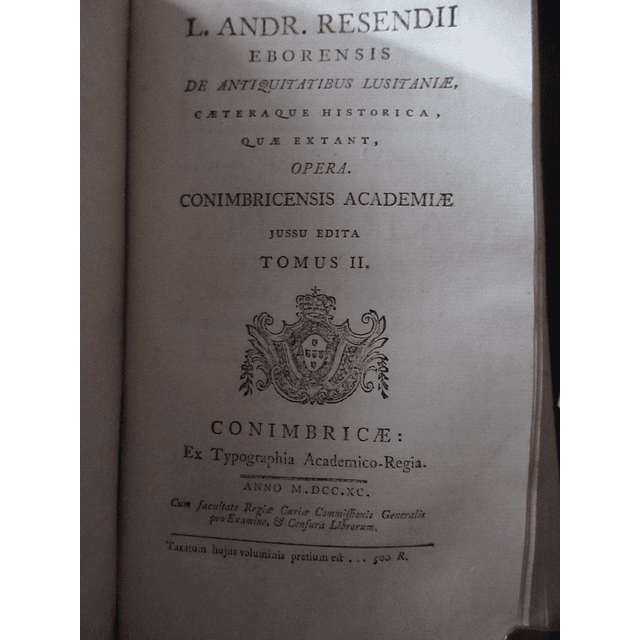 L. ANDR. RESENDII
EBORENSIS
DE ANTIQUITATIBUS LUSITANIÆ,
CÆTERAQUE HISTORICA,
QUÆ EXTANT,
OPERA.
CONIMBRICENSIS ACADEMIÆ
JUSSU EDITA
TOMUS II.
CONIMBRICÆ:
Ex Typographia Academico-Regia.
ANNO M.DCC.XC.
Cum facultate Regiæ Curiæ Commissionis Generalis
pro Examine, & Censura Librorum.
Taxatum hujus voluminis pretium est ... 500 R.